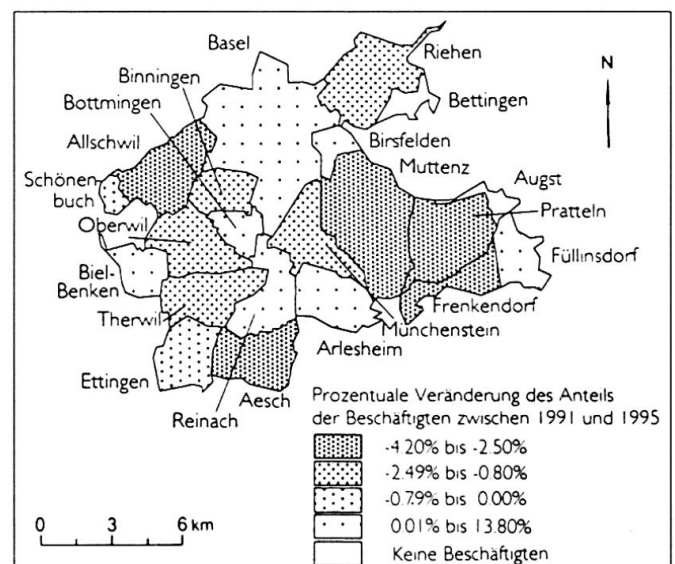 Basel
Riehen
N
Binningen
Bottmingen
Bettingen
Allschwil
Birsfelden
Muttenz
Augst
Schönen-
buch
Pratteln
Oberwil
Füllinsdorf
Biel-
Benken
Frenkendorf
Therwil
Münchenstein
Arlesheim
Ettingen
Aesch
Reinach
Prozentuale Veränderung des Anteils
der Beschäftigten zwischen 1991 und 1995
-4.20% bis -2.50%
-2.49% bis -0.80%
-0.79% bis 0.00%
0.01% bis 13.80%
Keine Beschäftigten
0 3 6 km